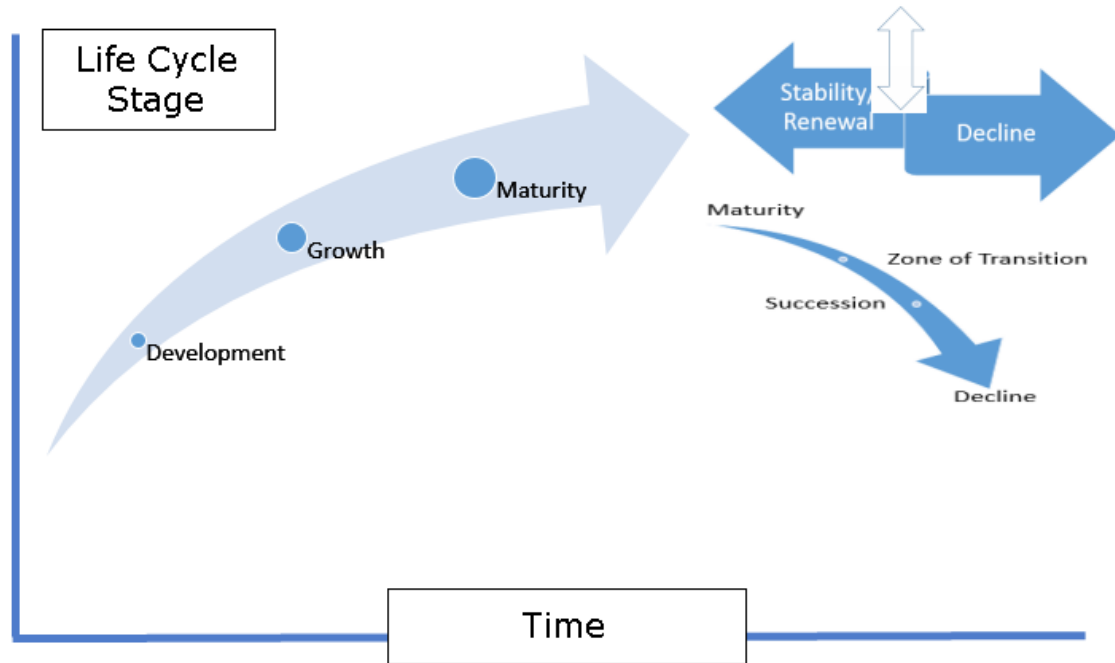 Life Cycle
Stage
Stability/
Renewal
Decline
Maturity
Maturity
Growth
Zone of Transition
Succession
Development
Decline
Time